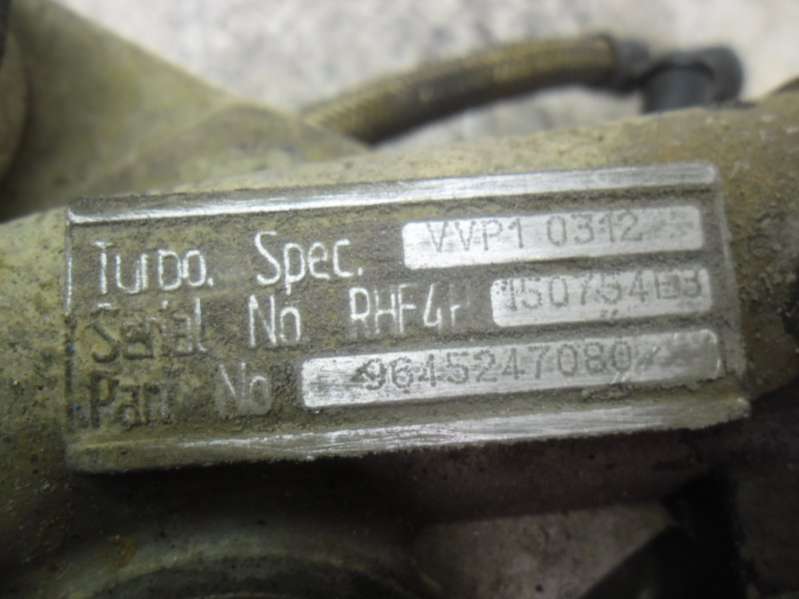 Turbo. Spec. VVP1 0312
Serial No RHF4H
Part No 9645247080